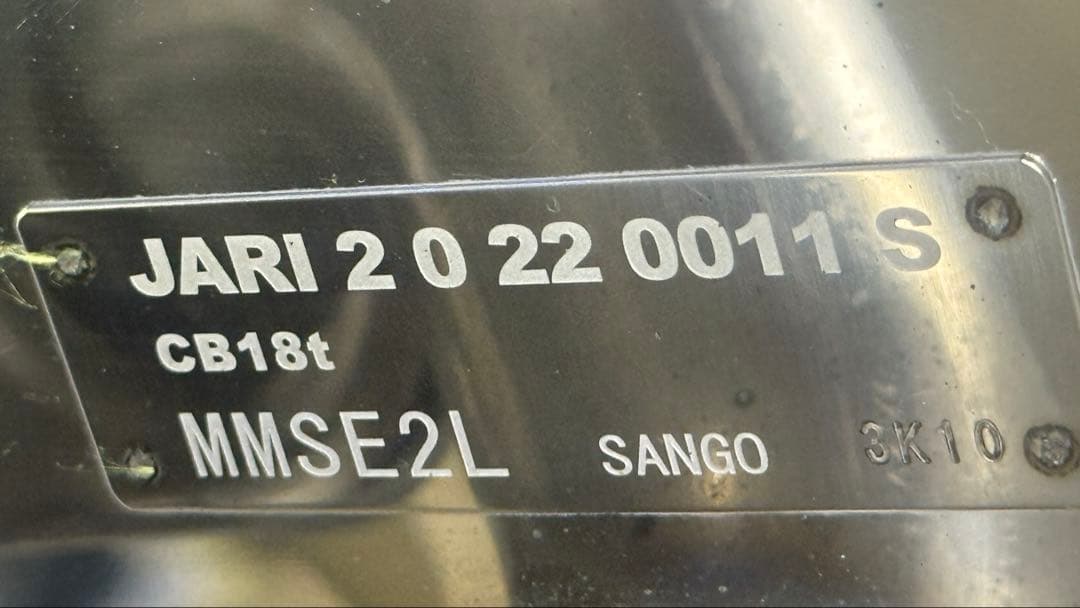 JARI 2 0 22 0011 S
CB18t
MMSE2L SANGO 3K10